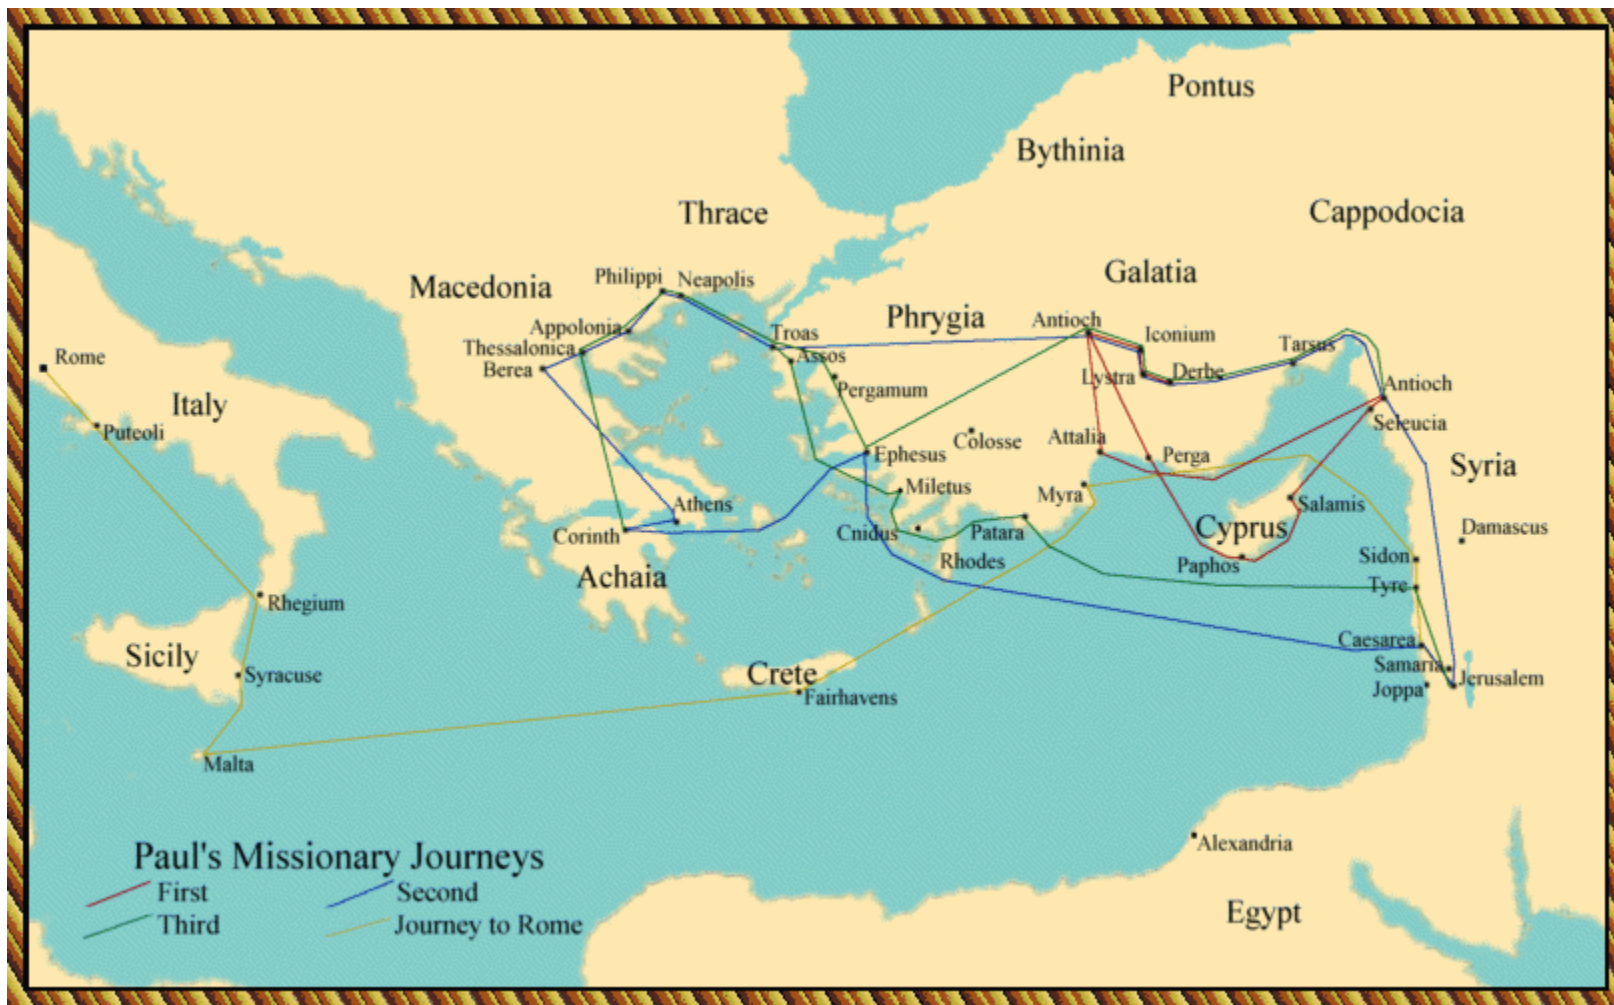 Pontus
Bythinia
Cappodocia
Thrace
Galatia
Macedonia
Philippi
Neapolis
Phrygia
Antioch
Iconium
Appolonia
Troas
Tarsus
Thessalonica
Assos
Rome
Berea
Lystra
Derbe
Pergamum
Antioch
Italy
Seleucia
Puteoli
Colosse
Attalia
Ephesus
Perga
Syria
Miletus
Myra
Athens
Salamis
Corinth
Cnidus
Patara
Cyprus
Damascus
Rhodes
Paphos
Sidon
Achaia
Tyre
Rhegium
Caesarea
Sicily
Samaria
Syracuse
Crete
Jerusalem
Joppa
Fairhavens
Malta
Alexandria
Paul's Missionary Journeys
First
Second
Third
Journey to Rome
Egypt